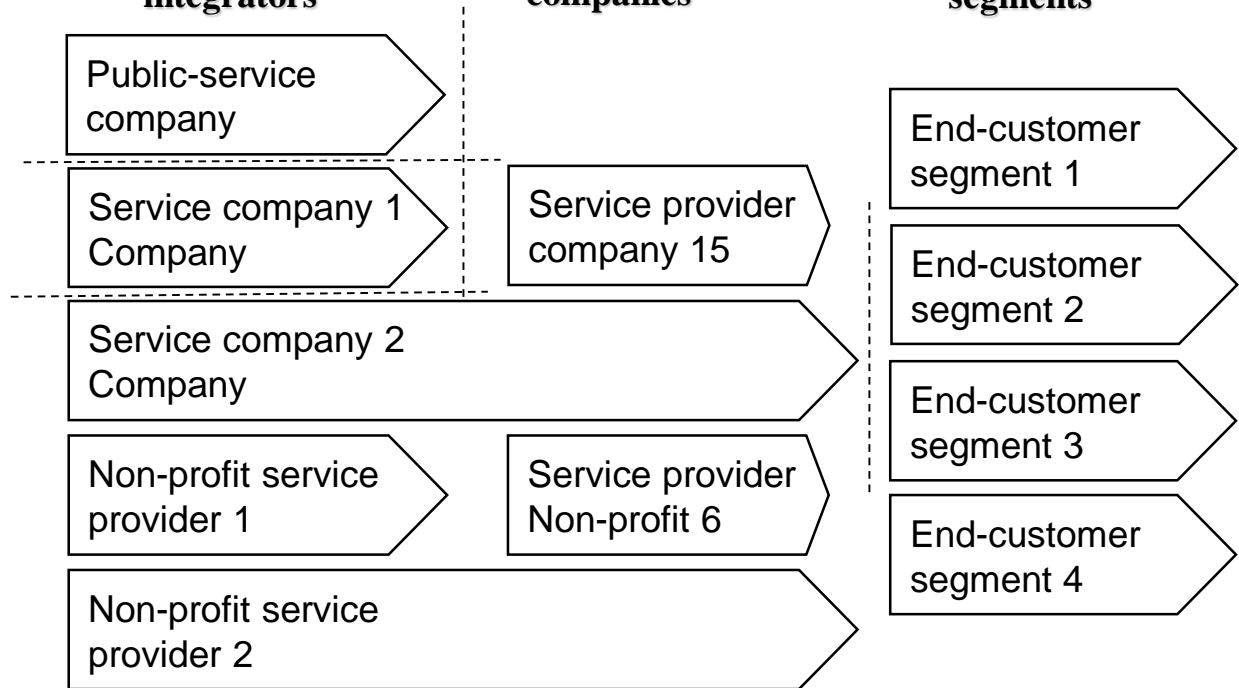 integrators
companies
segments
Public-service
company
Service company 1
Company
Service provider
company 15
Service company 2
Company
Non-profit service
provider 1
Service provider
Non-profit 6
Non-profit service
provider 2
End-customer
segment 1
End-customer
segment 2
End-customer
segment 3
End-customer
segment 4